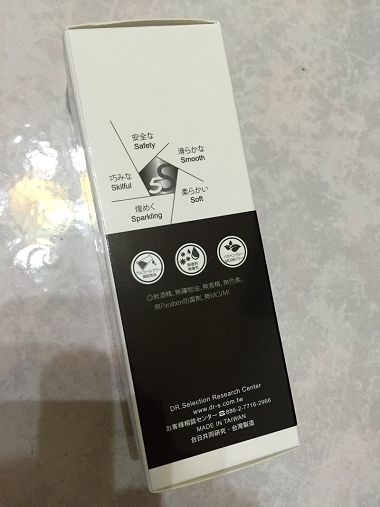 安全な
Safety
滑らかな
Smooth
巧みな
Skilful
5S
柔らかい
Soft
煌めく
Sparkling
◎無酒精、無礦物油、無香精、無色素、
無Paraben防腐劑、無MCI/MI
DR.Selection Research Center
www.dr-s.com.tw
お客様相談センター☎886-2-7716-2966
MADE IN TAIWAN
台日共同研究・台灣製造